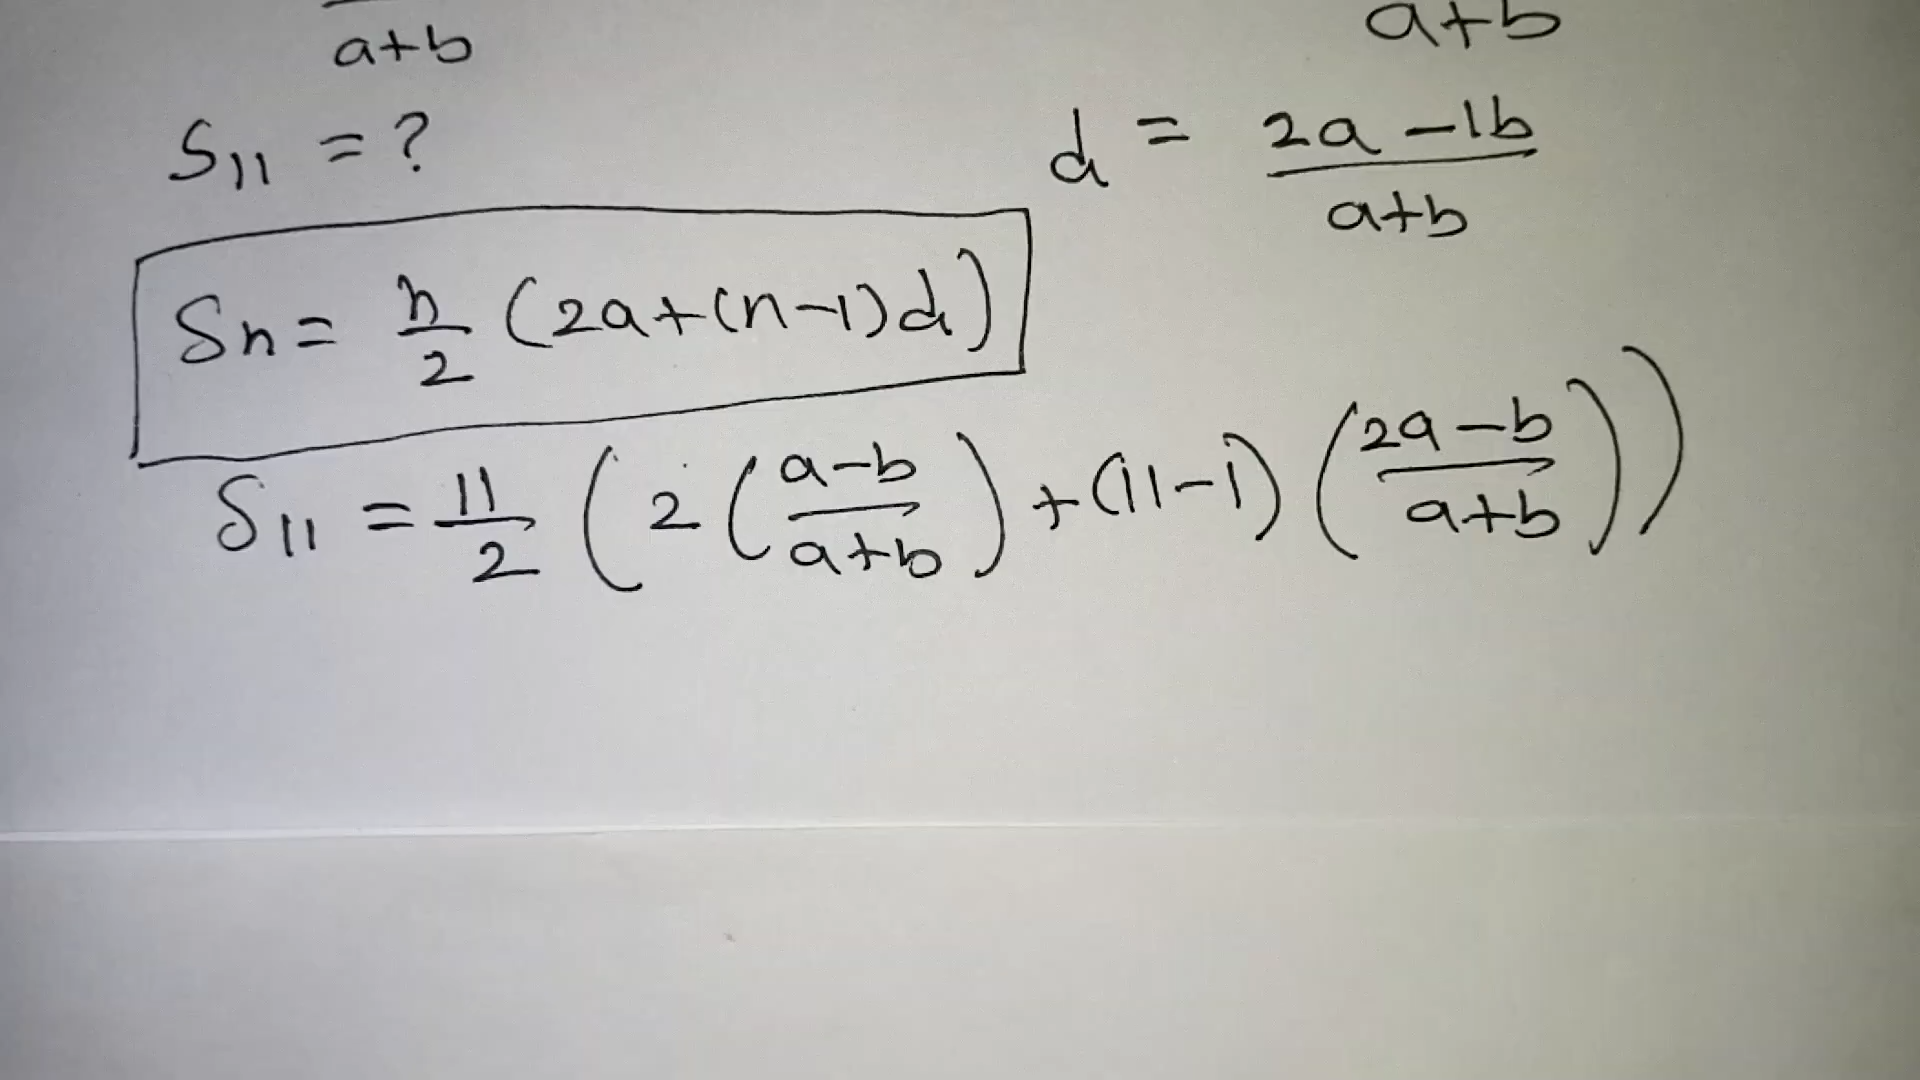 a+b
a+b
S11 = ?
d = 2a-1b / a+b
Sn = n/2 (2a+(n-1)d)
S11 = 11/2 (2 (a-b / a+b) + (11-1) (2a-b / a+b))